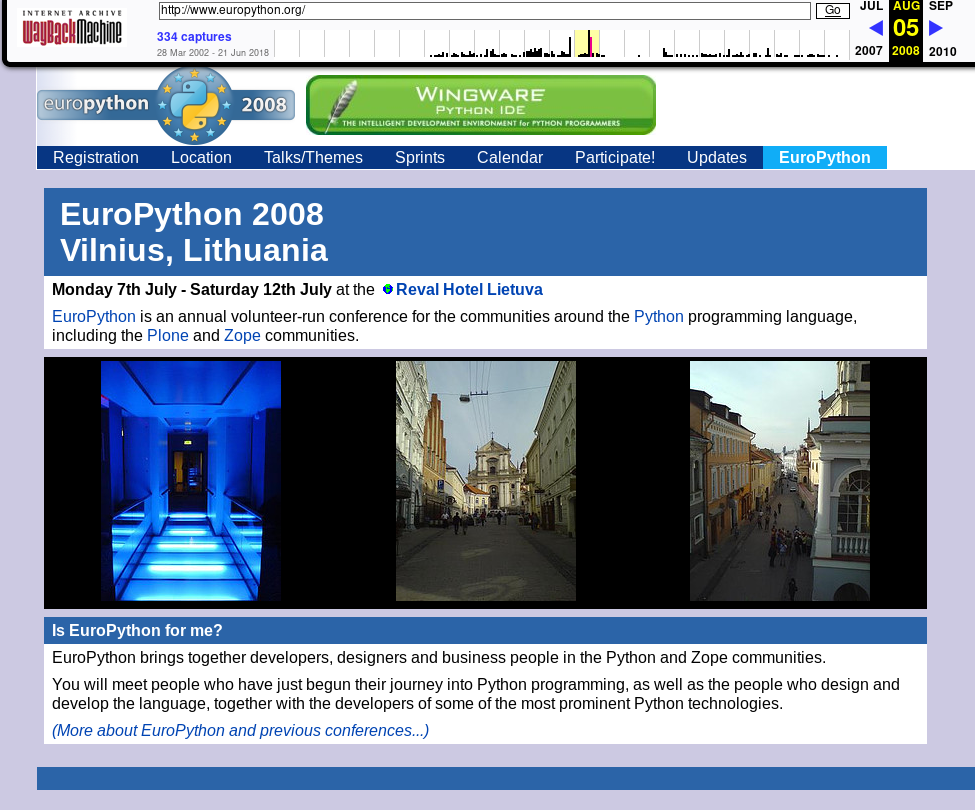 INTERNET ARCHIVE
WayBackMachine
http://www.europython.org/
Go
JUL
AUG
SEP
334 captures
05
28 Mar 2002 - 21 Jun 2018
2007
2008
2010
europython
2008
WINGWARE
PYTHON IDE
THE INTELLIGENT DEVELOPMENT ENVIRONMENT for PYTHON PROGRAMMERS
Registration Location Talks/Themes Sprints Calendar Participate! Updates EuroPython
EuroPython 2008
Vilnius, Lithuania
Monday 7th July - Saturday 12th July at the Reval Hotel Lietuva
EuroPython is an annual volunteer-run conference for the communities around the Python programming language,
including the Plone and Zope communities.
Is EuroPython for me?
EuroPython brings together developers, designers and business people in the Python and Zope communities.
You will meet people who have just begun their journey into Python programming, as well as the people who design and
develop the language, together with the developers of some of the most prominent Python technologies.
(More about EuroPython and previous conferences...)